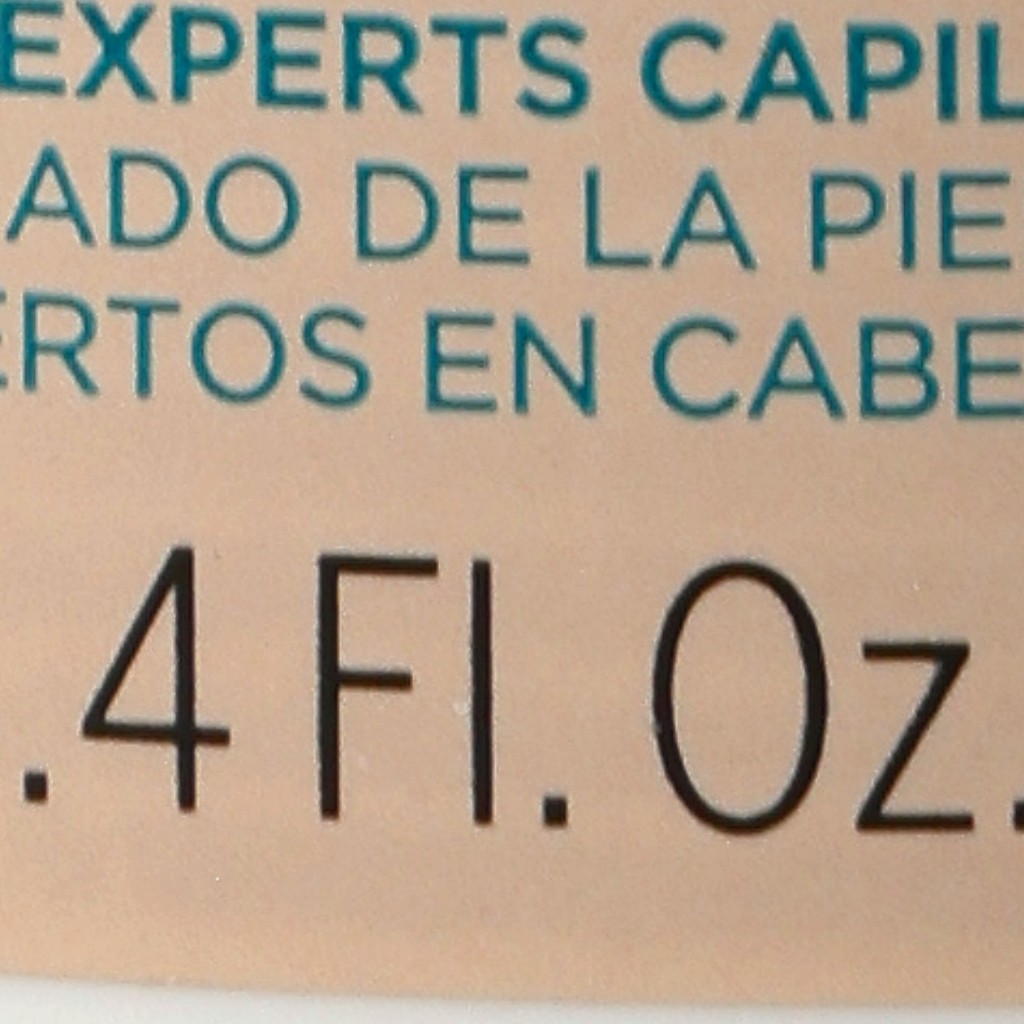 EXPERTS CAPIL
ADO DE LA PIE
ERTOS EN CABE
.4 Fl. Oz.